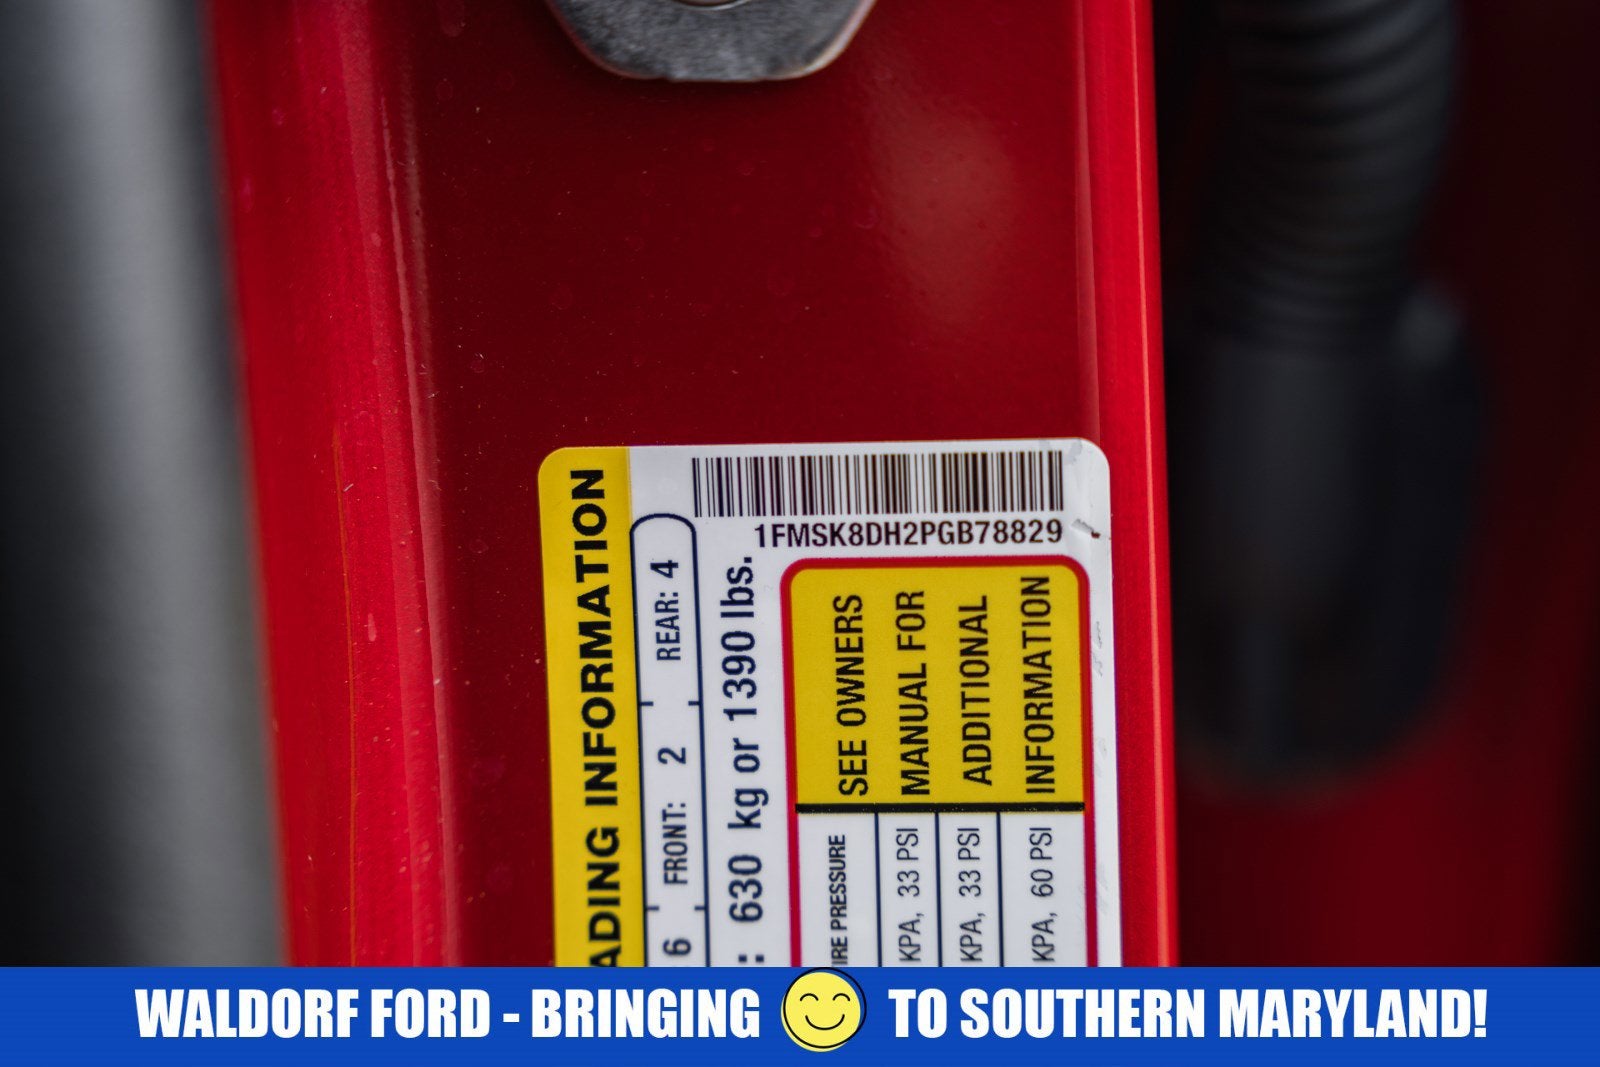 1FMSK8DH2PGB78829
ADING INFORMATION
6 FRONT: 2 REAR: 4
: 630 kg or 1390 lbs.
IRE PRESSURE
KPA, 33 PSI
KPA, 33 PSI
KPA, 60 PSI
SEE OWNERS
MANUAL FOR
ADDITIONAL
INFORMATION
WALDORF FORD - BRINGING TO SOUTHERN MARYLAND!